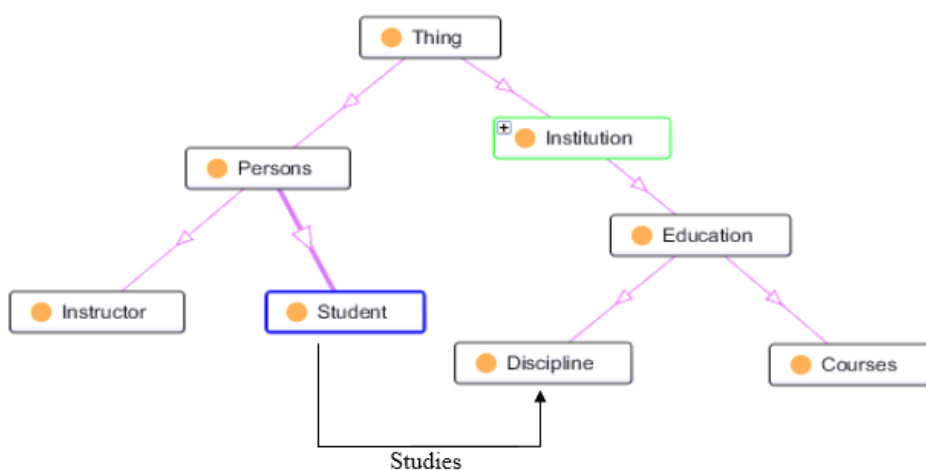 Thing
Institution
Persons
Education
Instructor
Student
Discipline
Courses
Studies